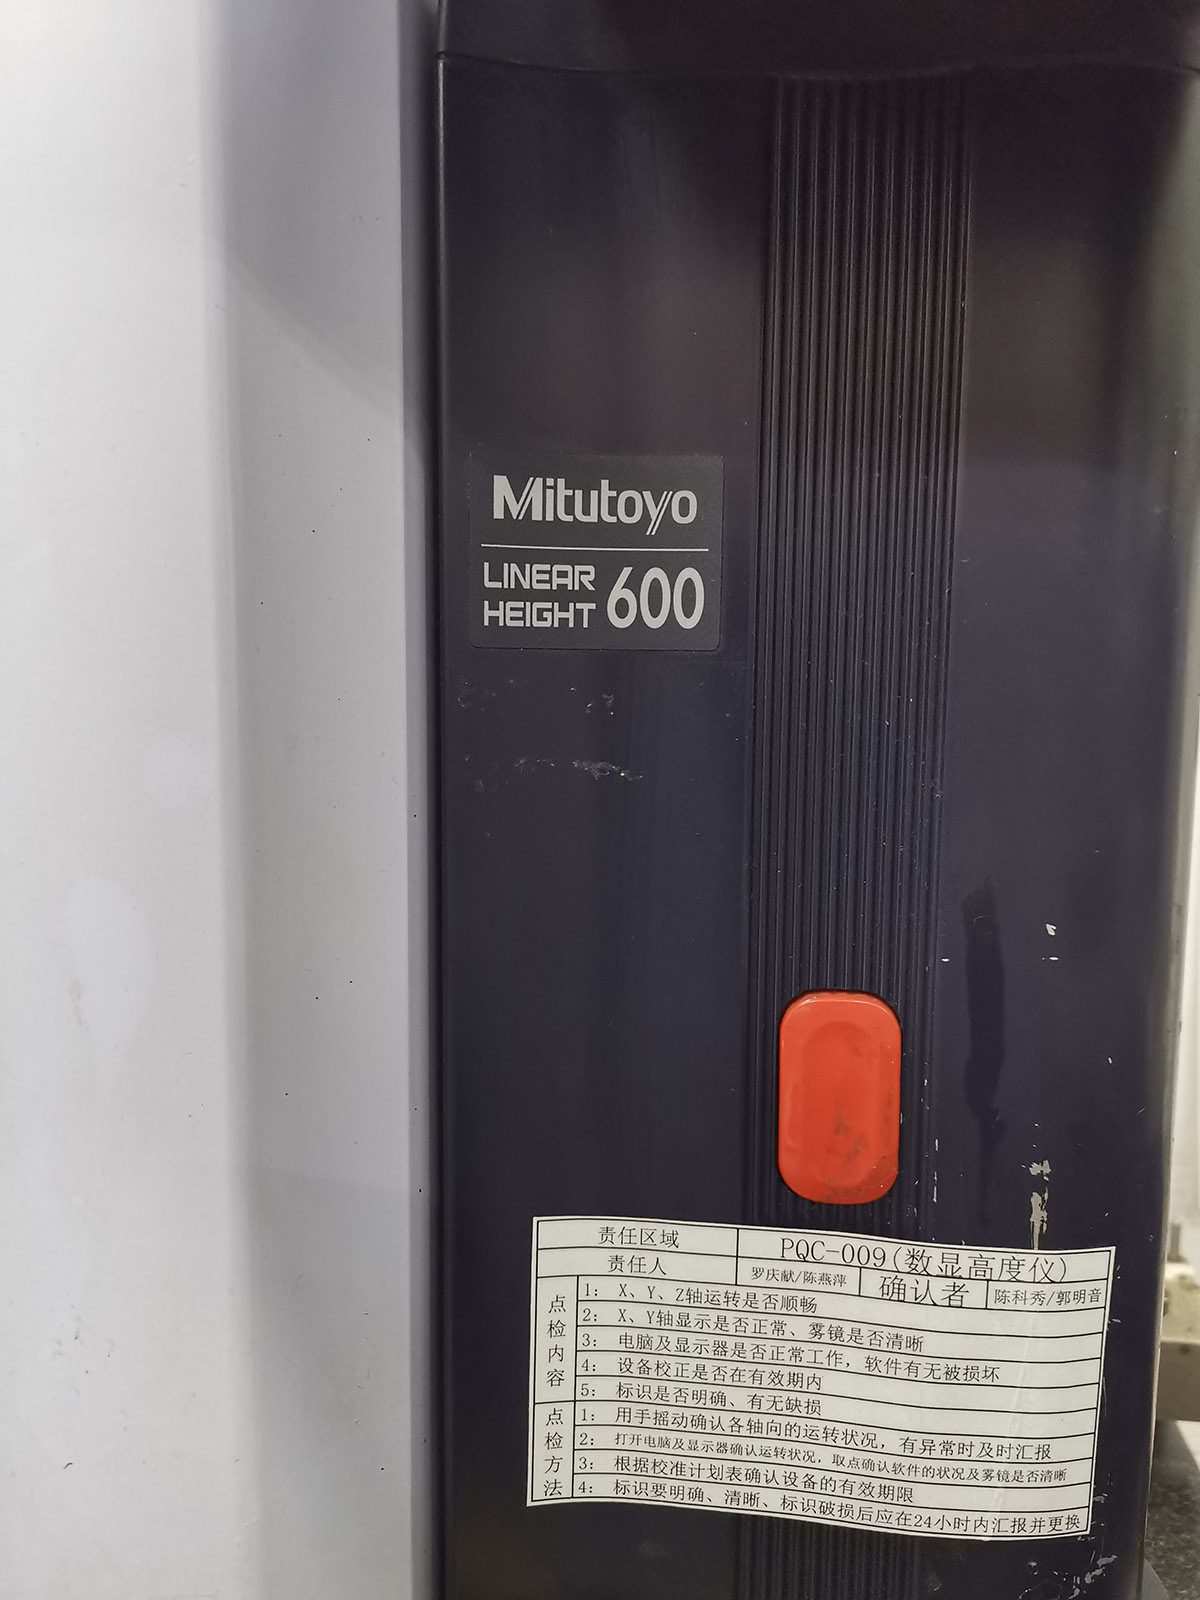 Mitutoyo
LINEAR HEIGHT 600
责任区域 PQC-009(数显高度仪)
责任人 罗庆献/陈燕萍 确认者 陈科秀/郭明音
点检内容
1: X、Y、Z轴运转是否顺畅
2: X、Y轴显示是否正常、雾镜是否清晰
3: 电脑及显示器是否正常工作，软件有无被损坏
4: 设备校正是否在有效期内
5: 标识是否明确、有无缺损
点检方法
1: 用手摇动确认各轴向的运转状况，有异常时及时汇报
2: 打开电脑及显示器确认运转状况，取点确认软件的状况及雾镜是否清晰
3: 根据校准计划表确认设备的有效期限
4: 标识要明确、清晰、标识破损后应在24小时内汇报并更换